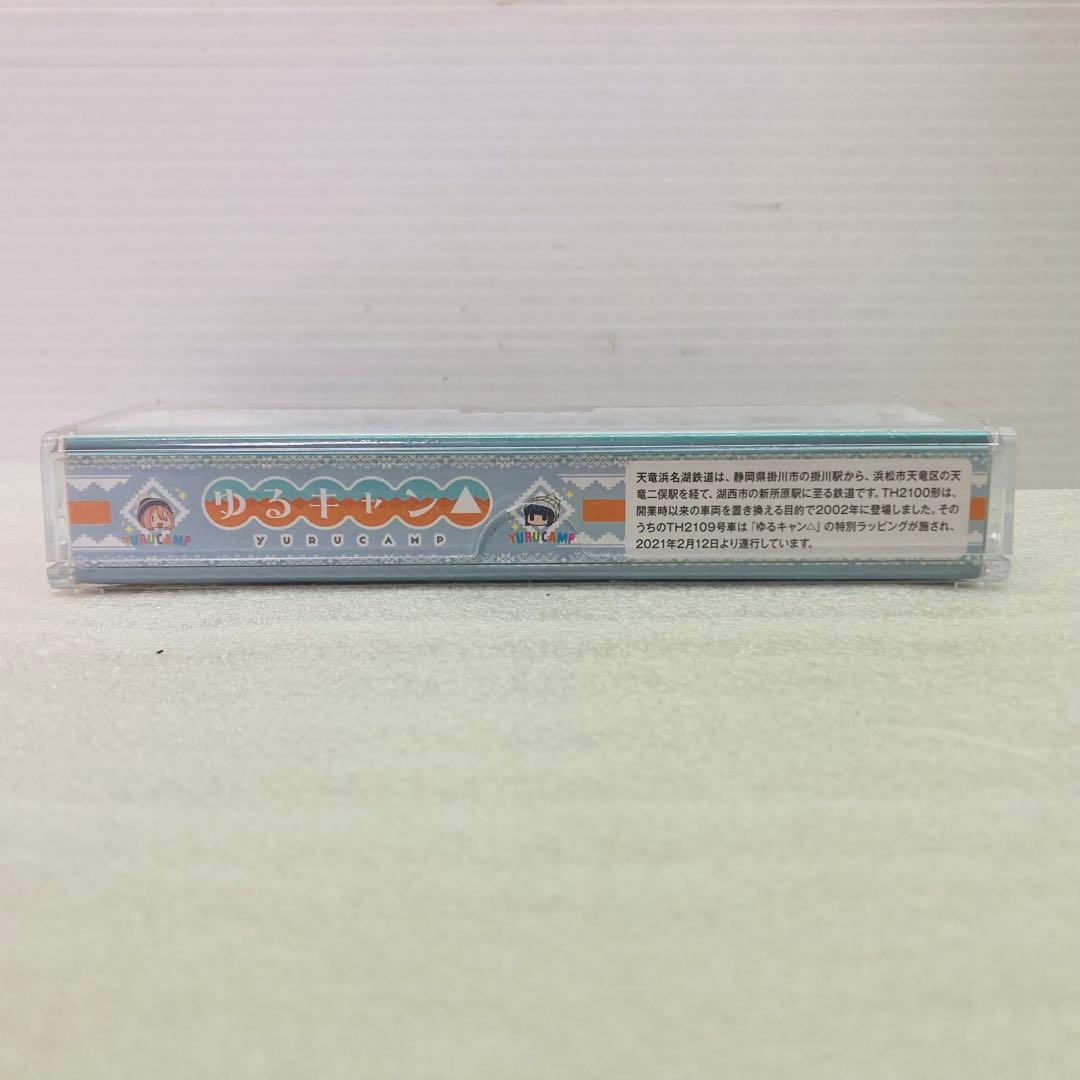 ゆるキャン△
YURUCAMP
YURUCAMP
YURUCAMP
天竜浜名湖鉄道は、静岡県掛川市の掛川駅から、浜松市天竜区の天
竜二俣駅を経て、湖西市の新所原駅に至る鉄道です。TH2100形は、
開業時以来の車両を置き換える目的で2002年に登場しました。その
うちのTH2109号車は『ゆるキャン△』の特別ラッピングが施され、
2021年2月12日より運行しています。